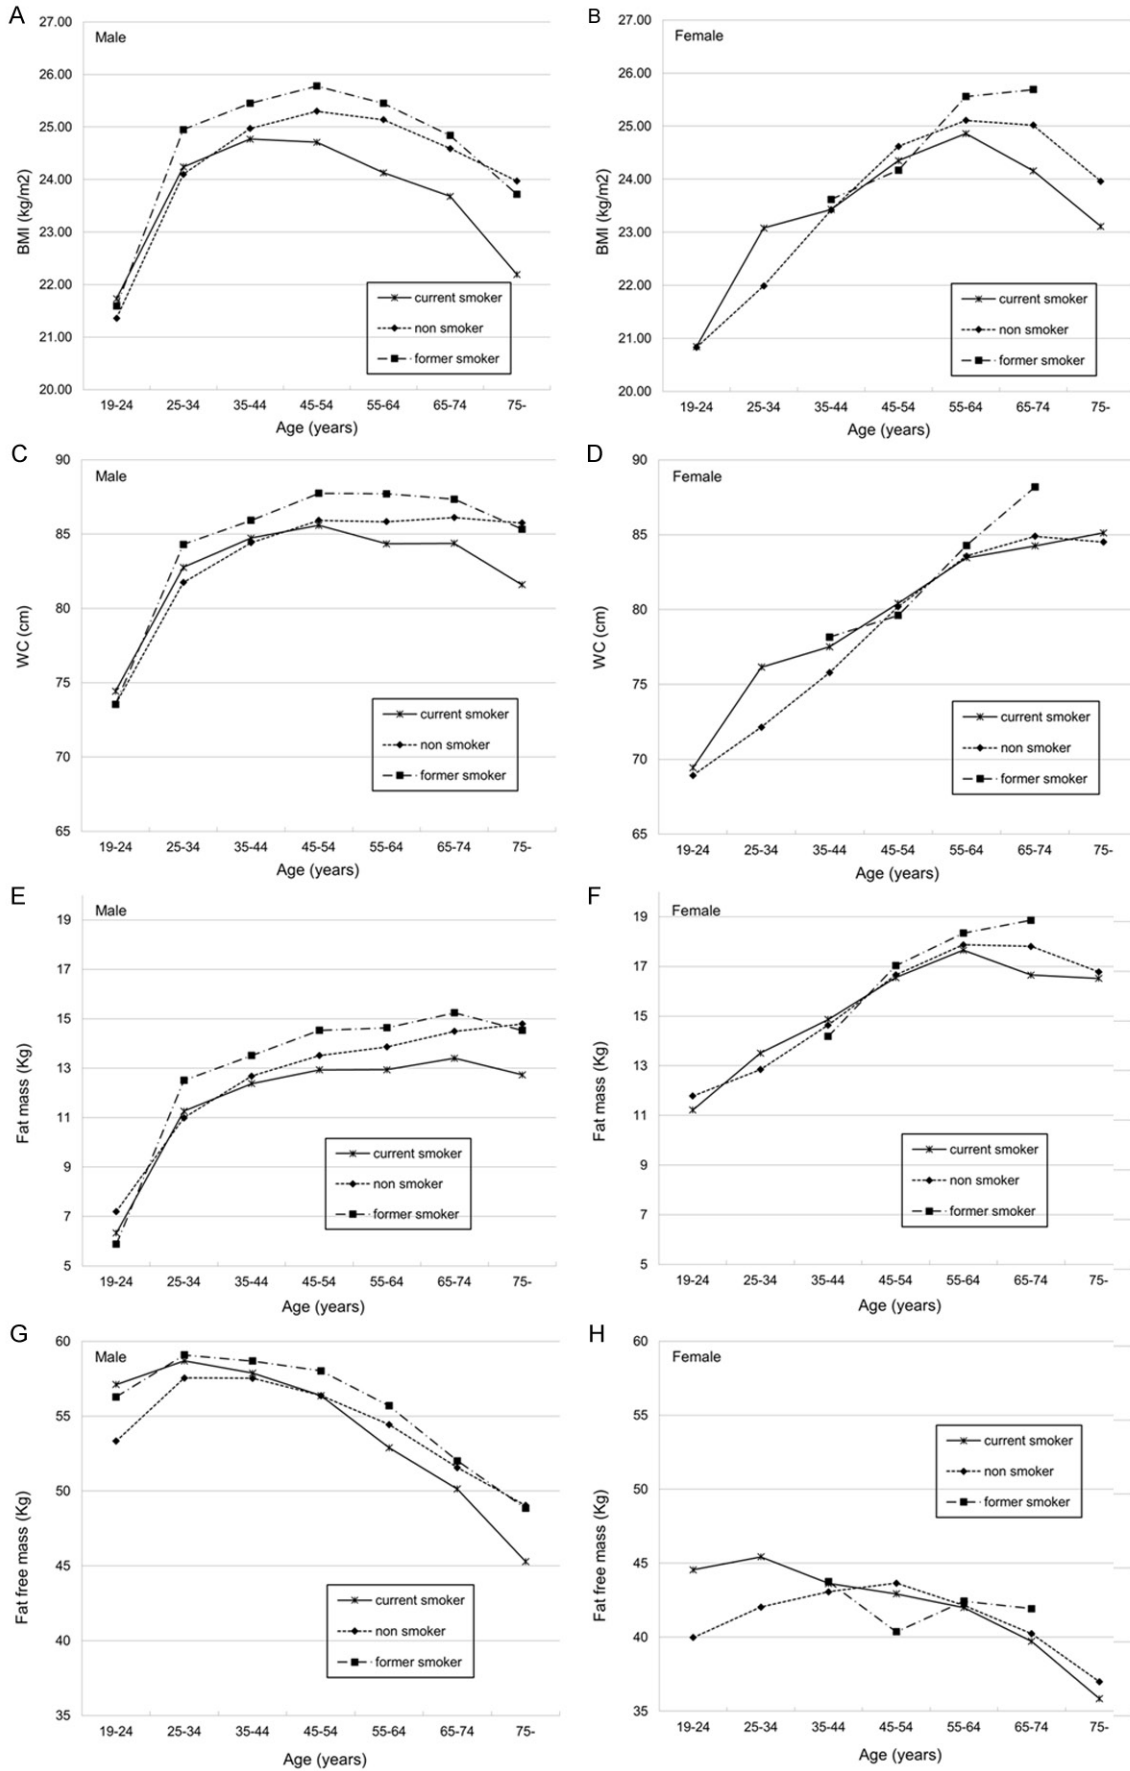 A
Male
27.00
26.00
25.00
24.00
23.00
22.00
21.00
20.00
BMI (kg/m2)
current smoker
non smoker
former smoker
19-24 25-34 35-44 45-54 55-64 65-74 75-
Age (years)
B
Female
27.00
26.00
25.00
24.00
23.00
22.00
21.00
20.00
BMI (kg/m2)
current smoker
non smoker
former smoker
19-24 25-34 35-44 45-54 55-64 65-74 75-
Age (years)
C
Male
90
85
80
75
70
65
WC (cm)
current smoker
non smoker
former smoker
19-24 25-34 35-44 45-54 55-64 65-74 75-
Age (years)
D
Female
90
85
80
75
70
65
WC (cm)
current smoker
non smoker
former smoker
19-24 25-34 35-44 45-54 55-64 65-74 75-
Age (years)
E
Male
19
17
15
13
11
9
7
5
Fat mass (Kg)
current smoker
non smoker
former smoker
19-24 25-34 35-44 45-54 55-64 65-74 75-
Age (years)
F
Female
19
17
15
13
11
9
7
5
Fat mass (Kg)
current smoker
non smoker
former smoker
19-24 25-34 35-44 45-54 55-64 65-74 75-
Age (years)
G
Male
60
55
50
45
40
35
Fat free mass (Kg)
current smoker
non smoker
former smoker
19-24 25-34 35-44 45-54 55-64 65-74 75-
Age (years)
H
Female
60
55
50
45
40
35
Fat free mass (Kg)
current smoker
non smoker
former smoker
19-24 25-34 35-44 45-54 55-64 65-74 75-
Age (years)